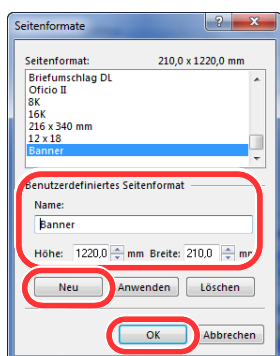 Seitenformate
Seitenformat: 210,0 x 1220,0 mm
Briefumschlag DL
Oficio II
8K
16K
216 x 340 mm
12 x 18
Banner
Benutzerdefiniertes Seitenformat
Name:
Banner
Höhe: 1220,0 mm Breite: 210,0 mm
Neu Anwenden Löschen
OK Abbrechen